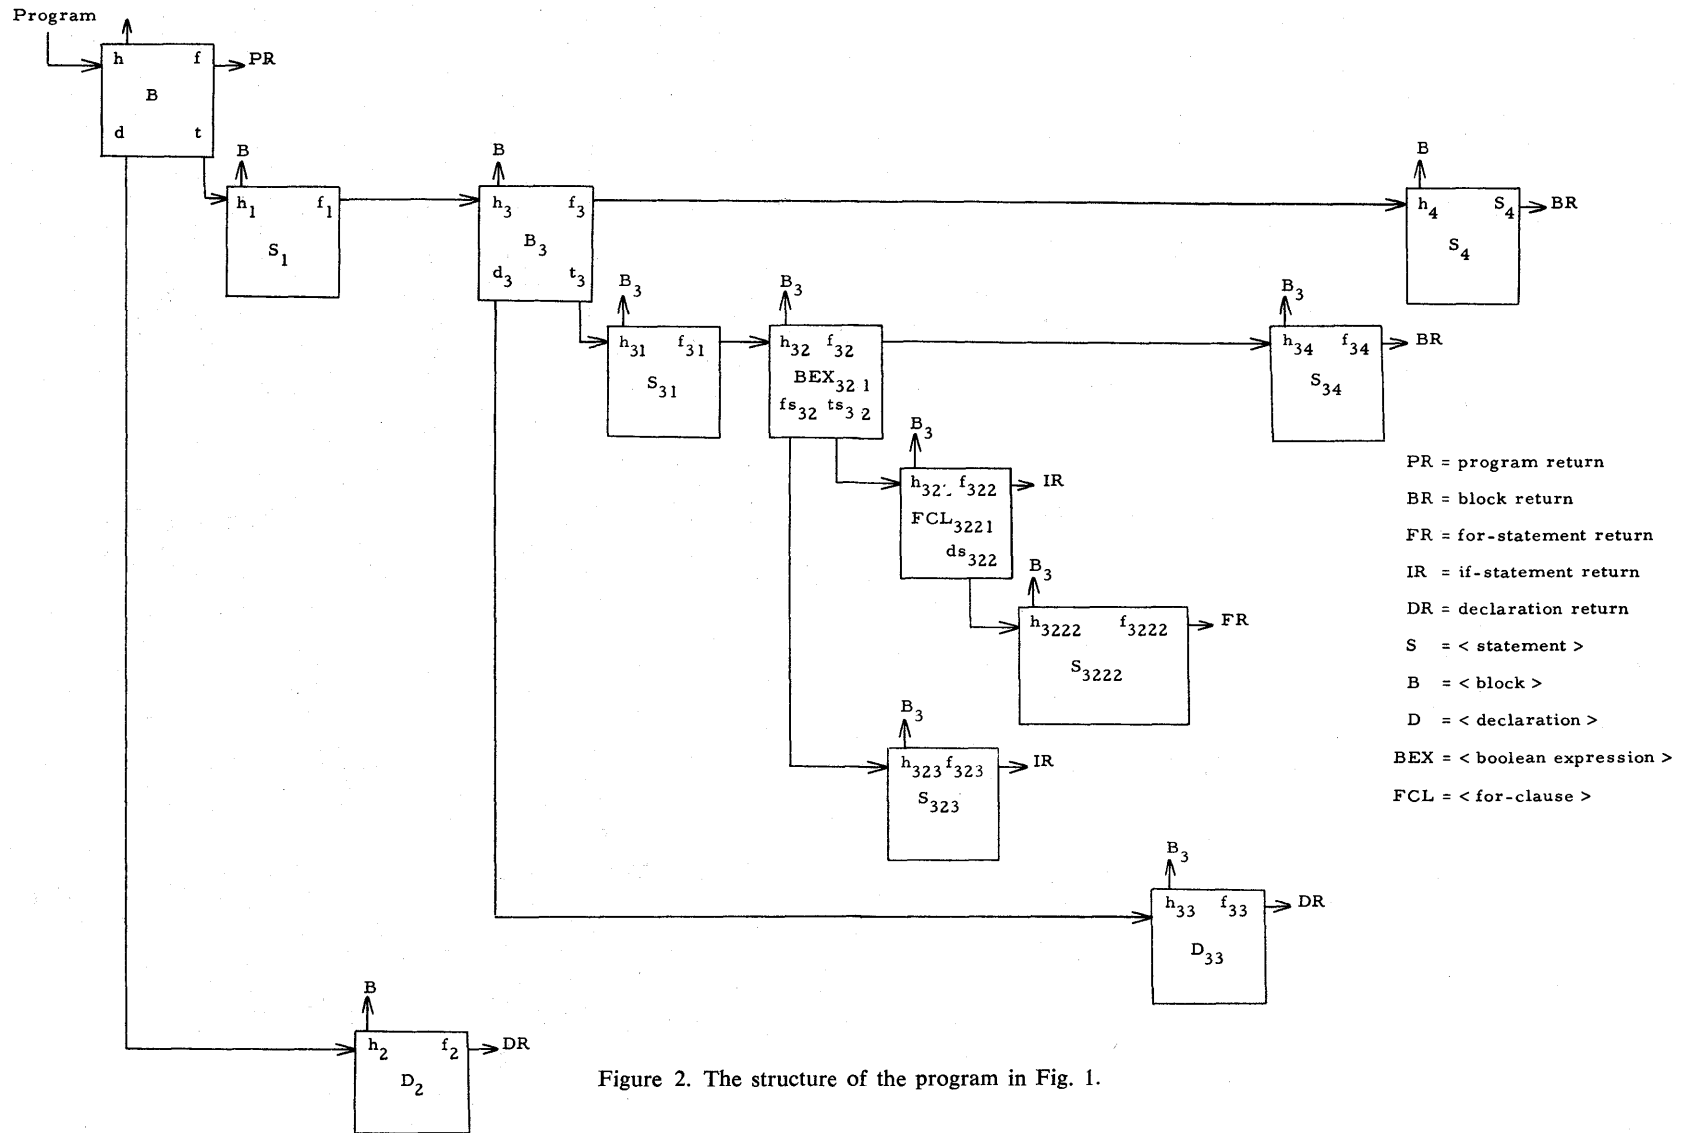 Program
h f PR
B
d t
B B B
h₁ f₁ h₃ f₃ h₄ S₄ BR
S₁ B₃ S₄
d₃ t₃
B₃ B₃ B₃
h₃₁ f₃₁ h₃₂ f₃₂ h₃₄ f₃₄ BR
S₃₁ BEX₃₂₁ S₃₄
fs₃₂ ts₃₂
B₃
h₃₂ f₃₂₂ IR
FCL₃₂₂₁
ds₃₂₂
B₃
h₃₂₂₂ f₃₂₂₂ FR
S₃₂₂₂
B₃
h₃₂₃ f₃₂₃ IR
S₃₂₃
B₃
h₃₃ f₃₃ DR
D₃₃
B
h₂ f₂ DR
D₂
PR = program return
BR = block return
FR = for-statement return
IR = if-statement return
DR = declaration return
S = < statement >
B = < block >
D = < declaration >
BEX = < boolean expression >
FCL = < for-clause >
Figure 2. The structure of the program in Fig. 1.